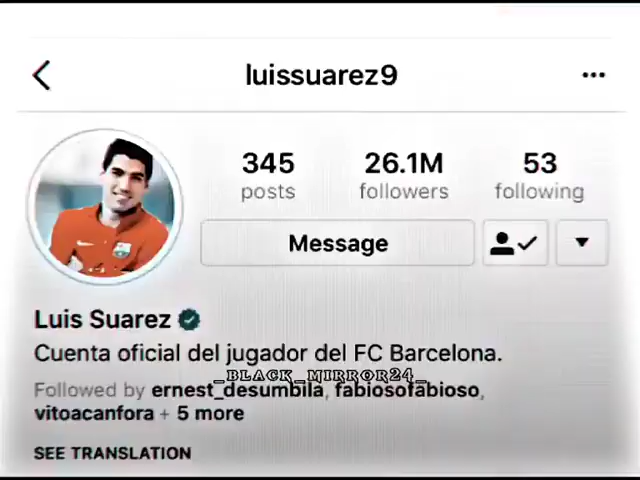 luissuarez9
345 26.1M 53
posts followers following
Message
Luis Suarez
Cuenta oficial del jugador del FC Barcelona.
_BLACK_MIRROR24_
Followed by ernest_desumbila, fabiosofabioso,
vitoacanfora + 5 more
SEE TRANSLATION